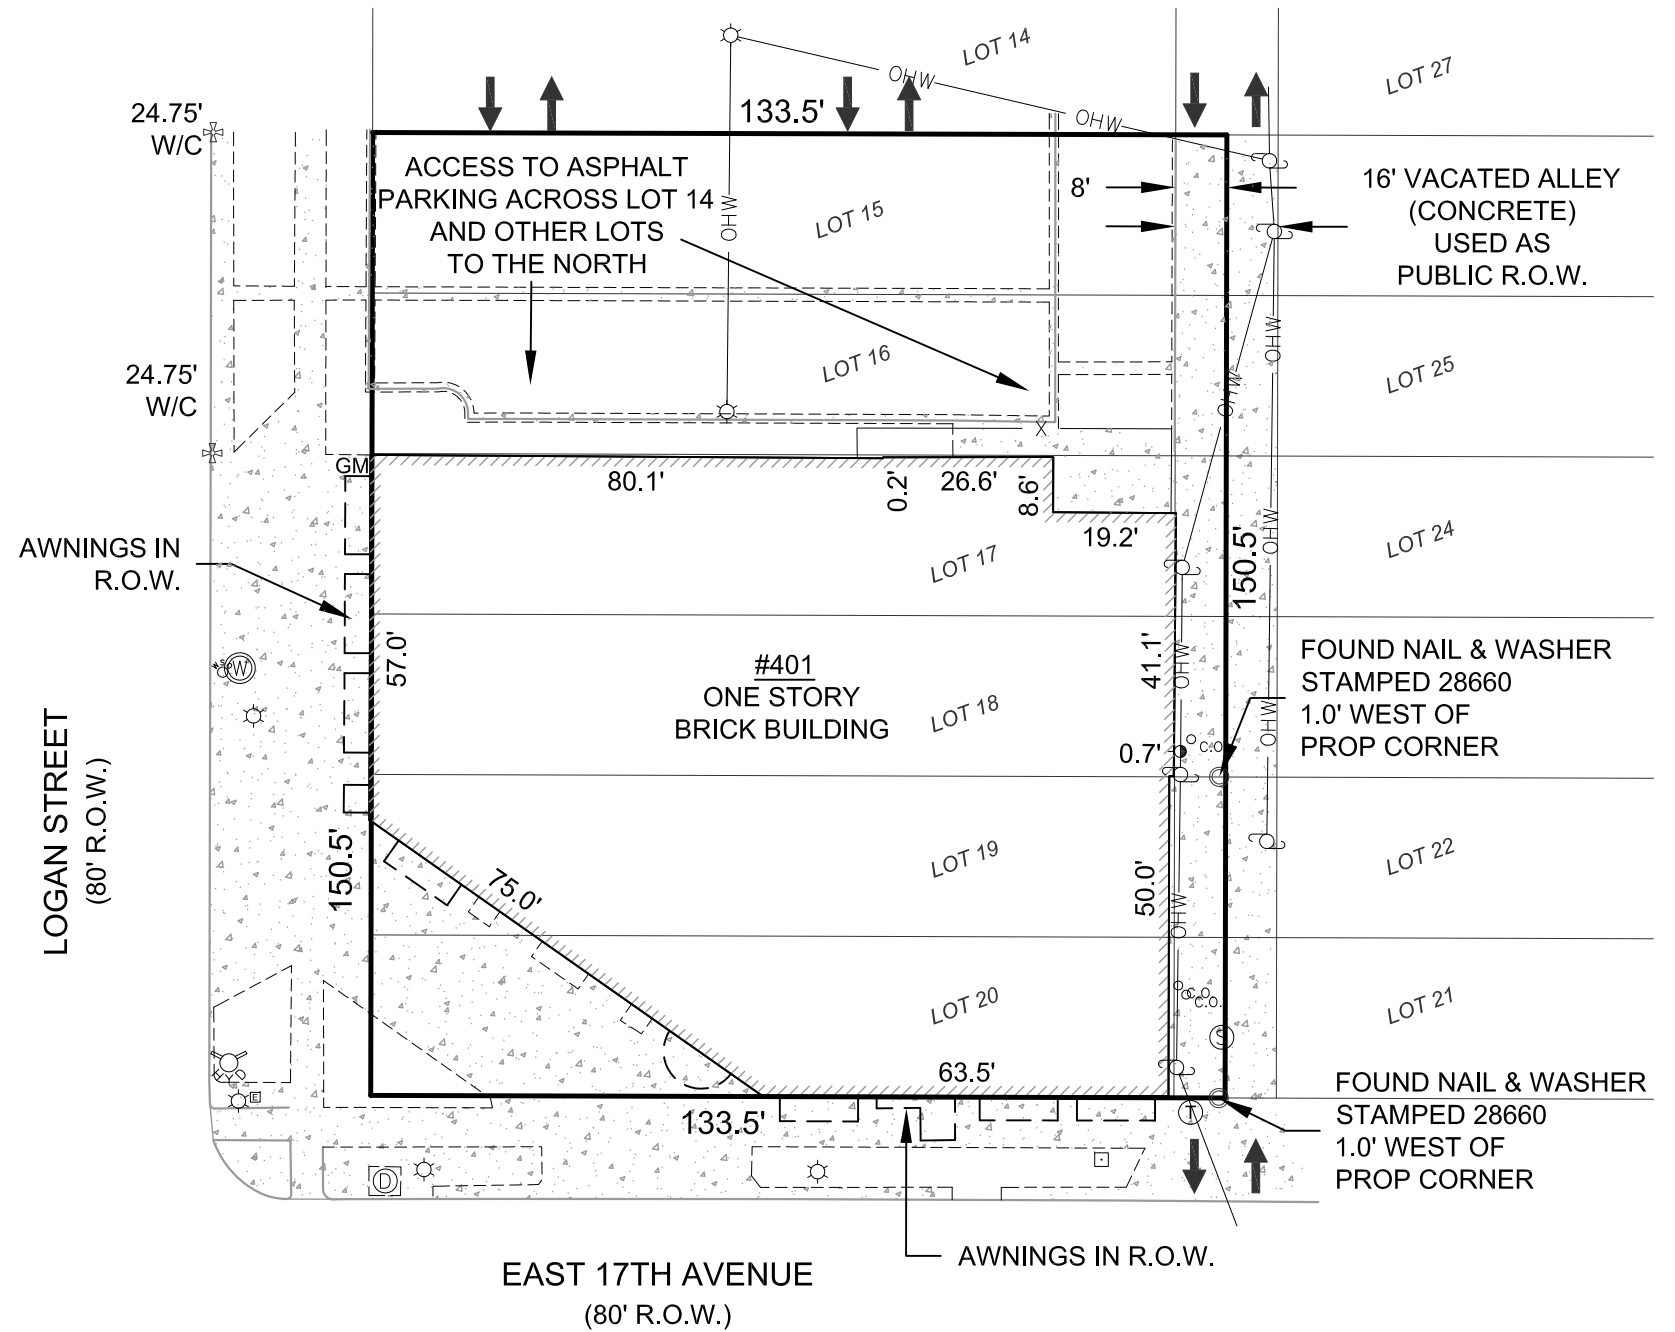 LOT 14
LOT 27
OHW
24.75'
W/C
133.5'
OHW
ACCESS TO ASPHALT
PARKING ACROSS LOT 14
AND OTHER LOTS
TO THE NORTH
OHW
LOT 15
8'
16' VACATED ALLEY
(CONCRETE)
USED AS
PUBLIC R.O.W.
OHW
24.75'
W/C
LOT 16
OHW
LOT 25
X
GM
80.1'
0.2'
26.6'
8.6'
19.2'
OHW
150.5'
LOT 24
AWNINGS IN
R.O.W.
LOT 17
57.0'
#401
ONE STORY
BRICK BUILDING
41.1'
OHW
FOUND NAIL & WASHER
STAMPED 28660
1.0' WEST OF
PROP CORNER
W
LOT 18
OHW
0.7'
C.O.
LOGAN STREET
(80' R.O.W.)
150.5'
75.0'
LOT 19
50.0'
OHW
LOT 22
LOT 20
C.O.
C.O.
LOT 21
S
63.5'
E
FOUND NAIL & WASHER
STAMPED 28660
1.0' WEST OF
PROP CORNER
133.5'
T
D
AWNINGS IN R.O.W.
EAST 17TH AVENUE
(80' R.O.W.)